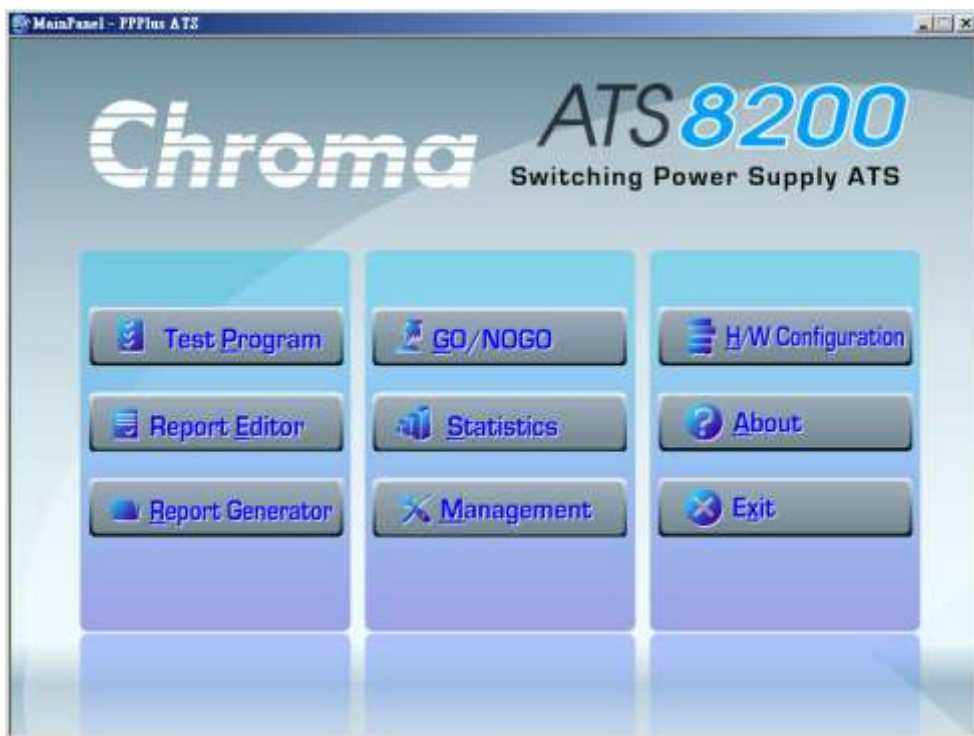 MainPanel - PPPlus ATS
Chroma
ATS 8200
Switching Power Supply ATS
Test Program
GO/NOGO
H/W Configuration
Report Editor
Statistics
About
Report Generator
Management
Exit